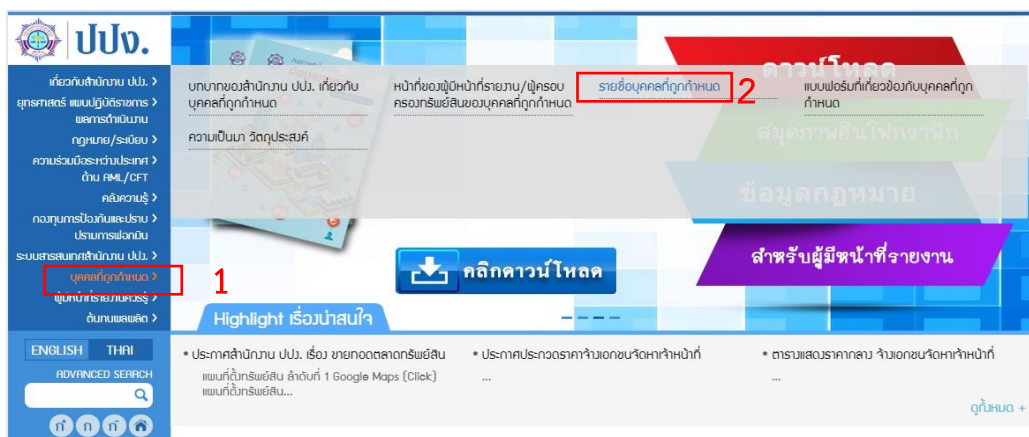 ปปง.
เกี่ยวกับสำนักงาน ปปง. >
ยุทธศาสตร์ แผนปฏิบัติราชการ >
ผลการดำเนินงาน
กฎหมาย/ระเบียบ >
ความร่วมมือระหว่างประเทศ >
ด้าน AML/CFT
คลังความรู้ >
กองทุนการป้องกันและปราบ >
ปรามการฟอกเงิน
ระบบสารสนเทศสำนักงาน ปปง. >
บุคคลที่ถูกกำหนด >
1
ผู้มีหน้าที่รายงานควรรู้ >
ต้นทุนผลผลิต >
ENGLISH THAI
ADVANCED SEARCH
ก+ ก ก-
บทบาทของสำนักงาน ปปง. เกี่ยวกับ
บุคคลที่ถูกกำหนด
ความเป็นมา วัตถุประสงค์
หน้าที่ของผู้มีหน้าที่รายงาน/ผู้ครอบ
ครองทรัพย์สินของบุคคลที่ถูกกำหนด
รายชื่อบุคคลที่ถูกกำหนด
2
แบบฟอร์มที่เกี่ยวข้องกับบุคคลที่ถูก
กำหนด
ดาวน์โหลด
สมุดภาพอินโฟกราฟิก
ข้อมูลกฎหมาย
สำหรับผู้มีหน้าที่รายงาน
คลิกดาวน์โหลด
Highlight เรื่องน่าสนใจ
• ประกาศสำนักงาน ปปง. เรื่อง ขายทอดตลาดทรัพย์สิน
แผนที่ตั้งทรัพย์สิน ลำดับที่ 1 Google Maps (Click)
แผนที่ตั้งทรัพย์สิน...
• ประกาศประกวดราคาจ้างเอกชนจัดหาเจ้าหน้าที่
...
• ตารางแสดงราคากลาง จ้างเอกชนจัดหาเจ้าหน้าที่
...
ดูทั้งหมด +